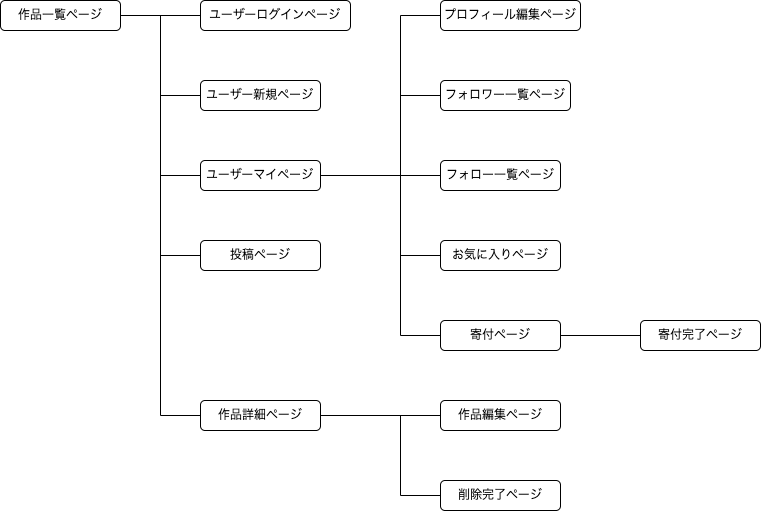 作品一覧ページ
ユーザーログインページ
プロフィール編集ページ
ユーザー新規ページ
フォロワー一覧ページ
ユーザーマイページ
フォロー一覧ページ
投稿ページ
お気に入りページ
寄付ページ
寄付完了ページ
作品詳細ページ
作品編集ページ
削除完了ページ